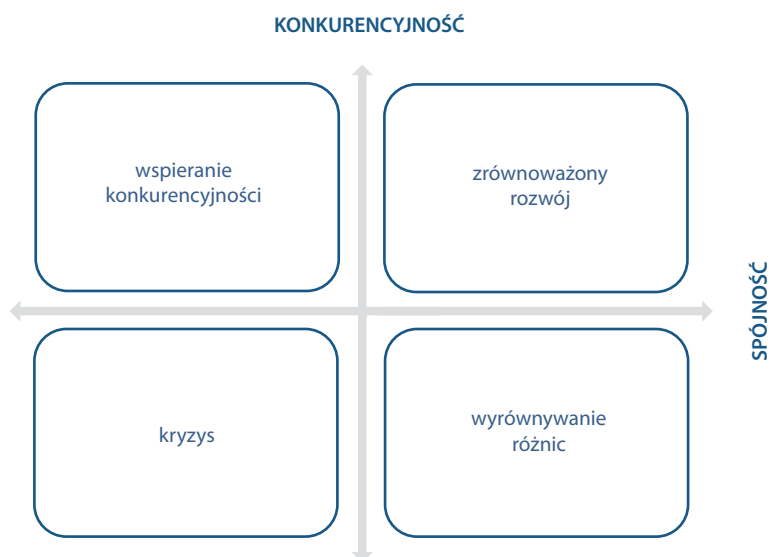 KONKURENCYJNOŚĆ
wspieranie
konkurencyjności
zrównoważony
rozwój
SPÓJNOŚĆ
kryzys
wyrównywanie
różnic